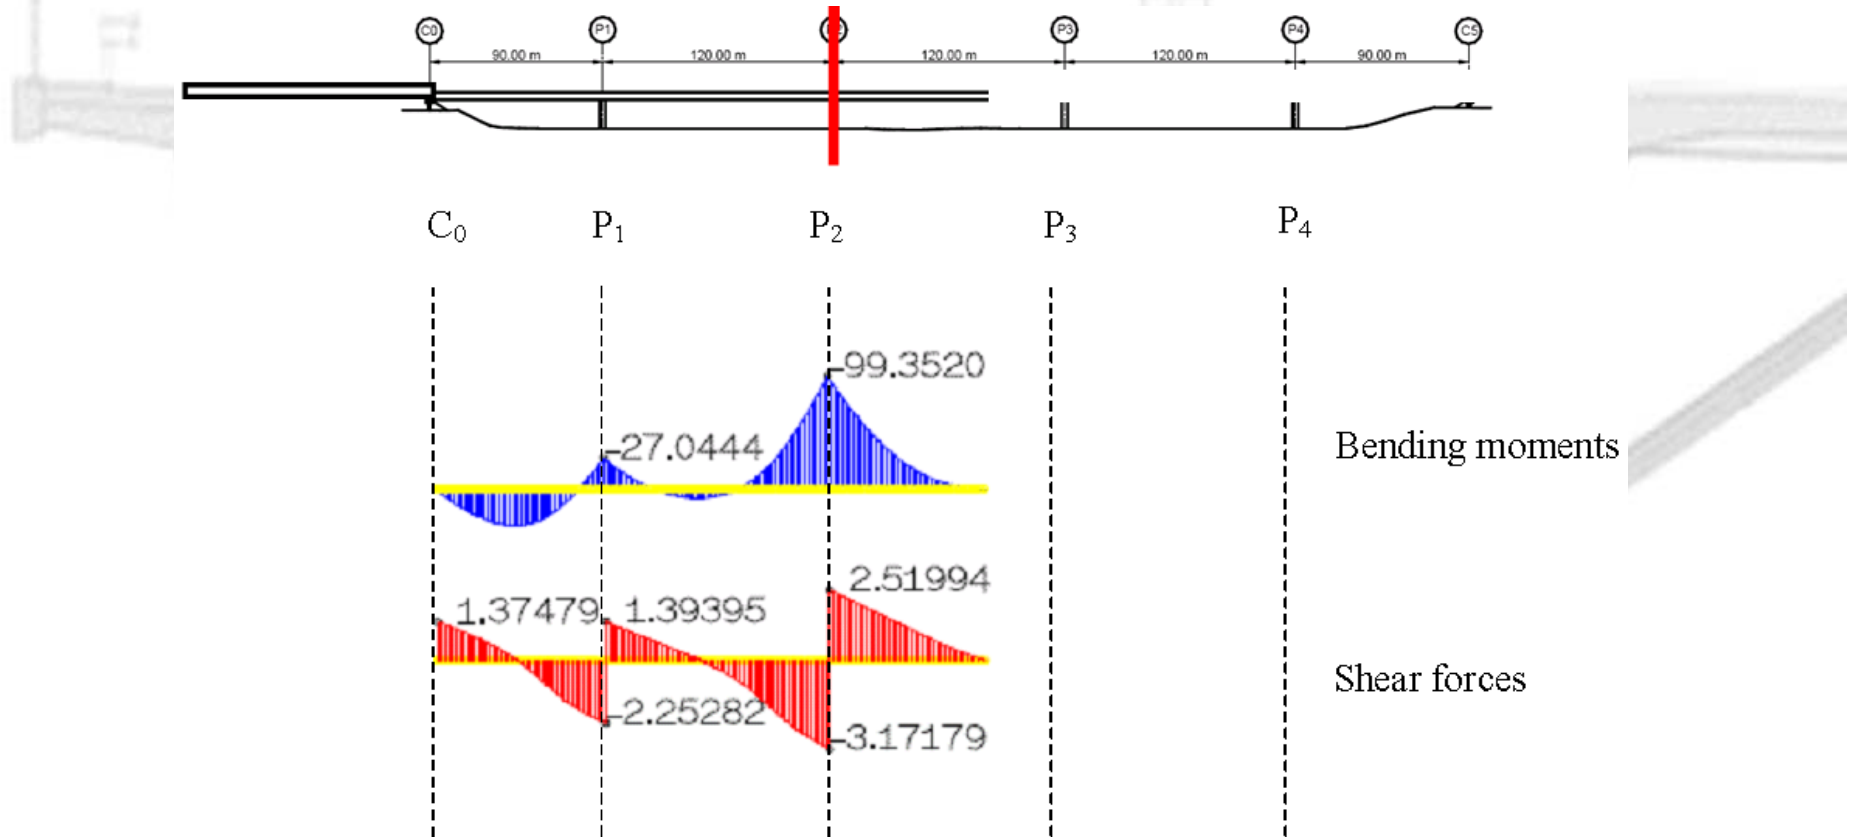 C0 P1 P3 P4 C5
90.00 m 120.00 m 120.00 m 120.00 m 90.00 m
C₀ P₁ P₂ P₃ P₄
-99.3520
-27.0444
Bending moments
2.51994
1.37479 1.39395
Shear forces
-2.25282
-3.17179